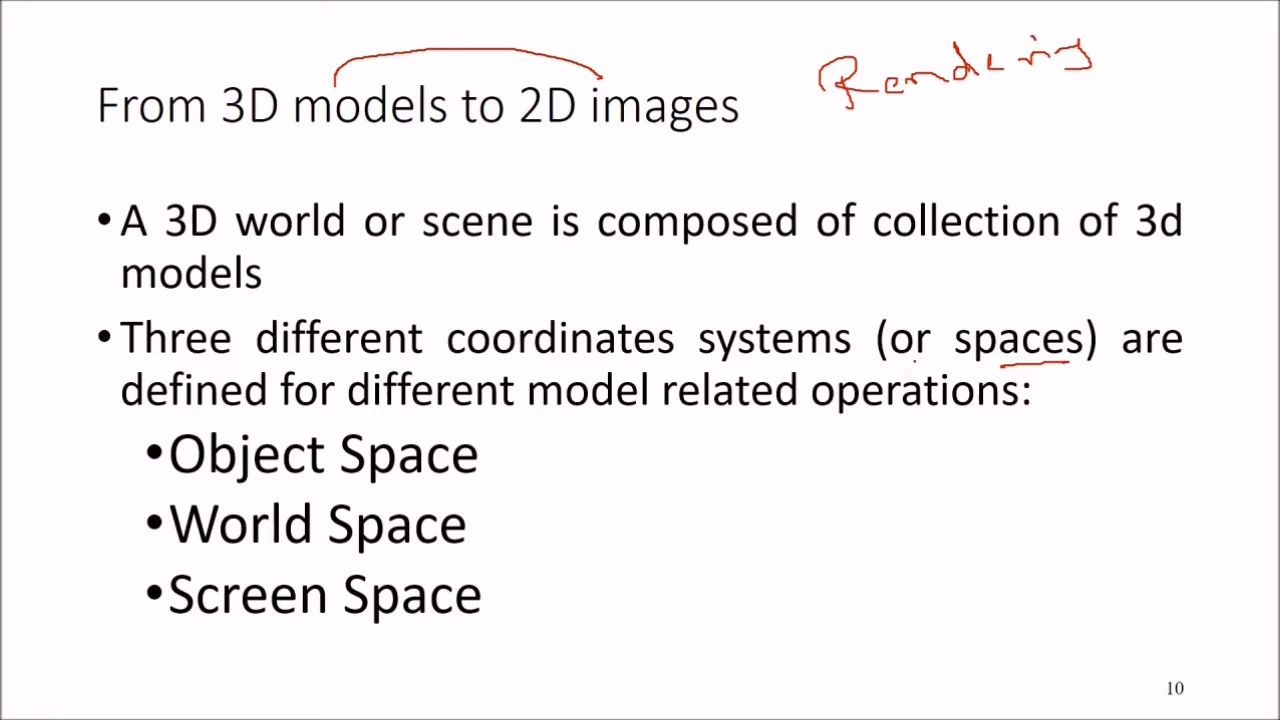 Rendering
From 3D models to 2D images
•A 3D world or scene is composed of collection of 3d
models
•Three different coordinates systems (or spaces) are
defined for different model related operations:
•Object Space
•World Space
•Screen Space
10